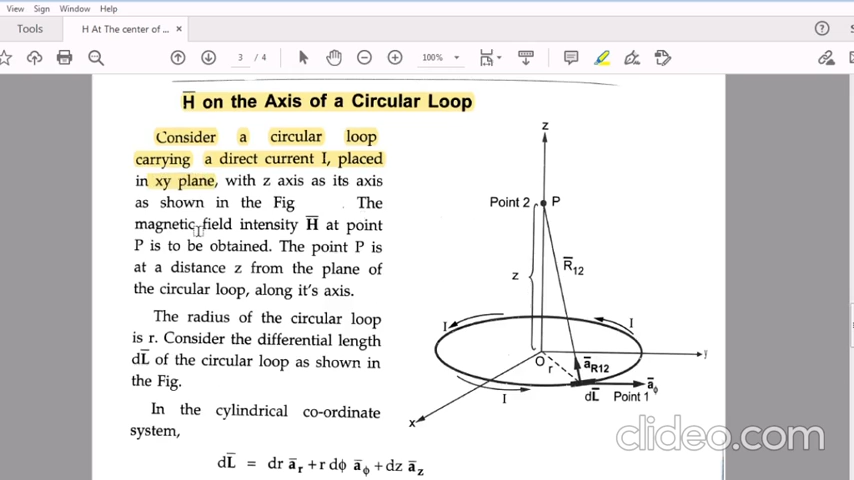 View Sign Window Help
Tools H At The center of ... ×
3 / 4 100%
H̅ on the Axis of a Circular Loop
Consider a circular loop
carrying a direct current I, placed
in xy plane, with z axis as its axis
as shown in the Fig . The
magnetic field intensity H̅ at point
P is to be obtained. The point P is
at a distance z from the plane of
the circular loop, along it's axis.
The radius of the circular loop
is r. Consider the differential length
dL̅ of the circular loop as shown in
the Fig.
In the cylindrical co-ordinate
system,
dL̅ = dr a̅r + r dϕ a̅ϕ + dz a̅z
z
Point 2 P
R̅12
z
I I
O y
r a̅R12
a̅ϕ
I dL̅ Point 1
x
clideo.com